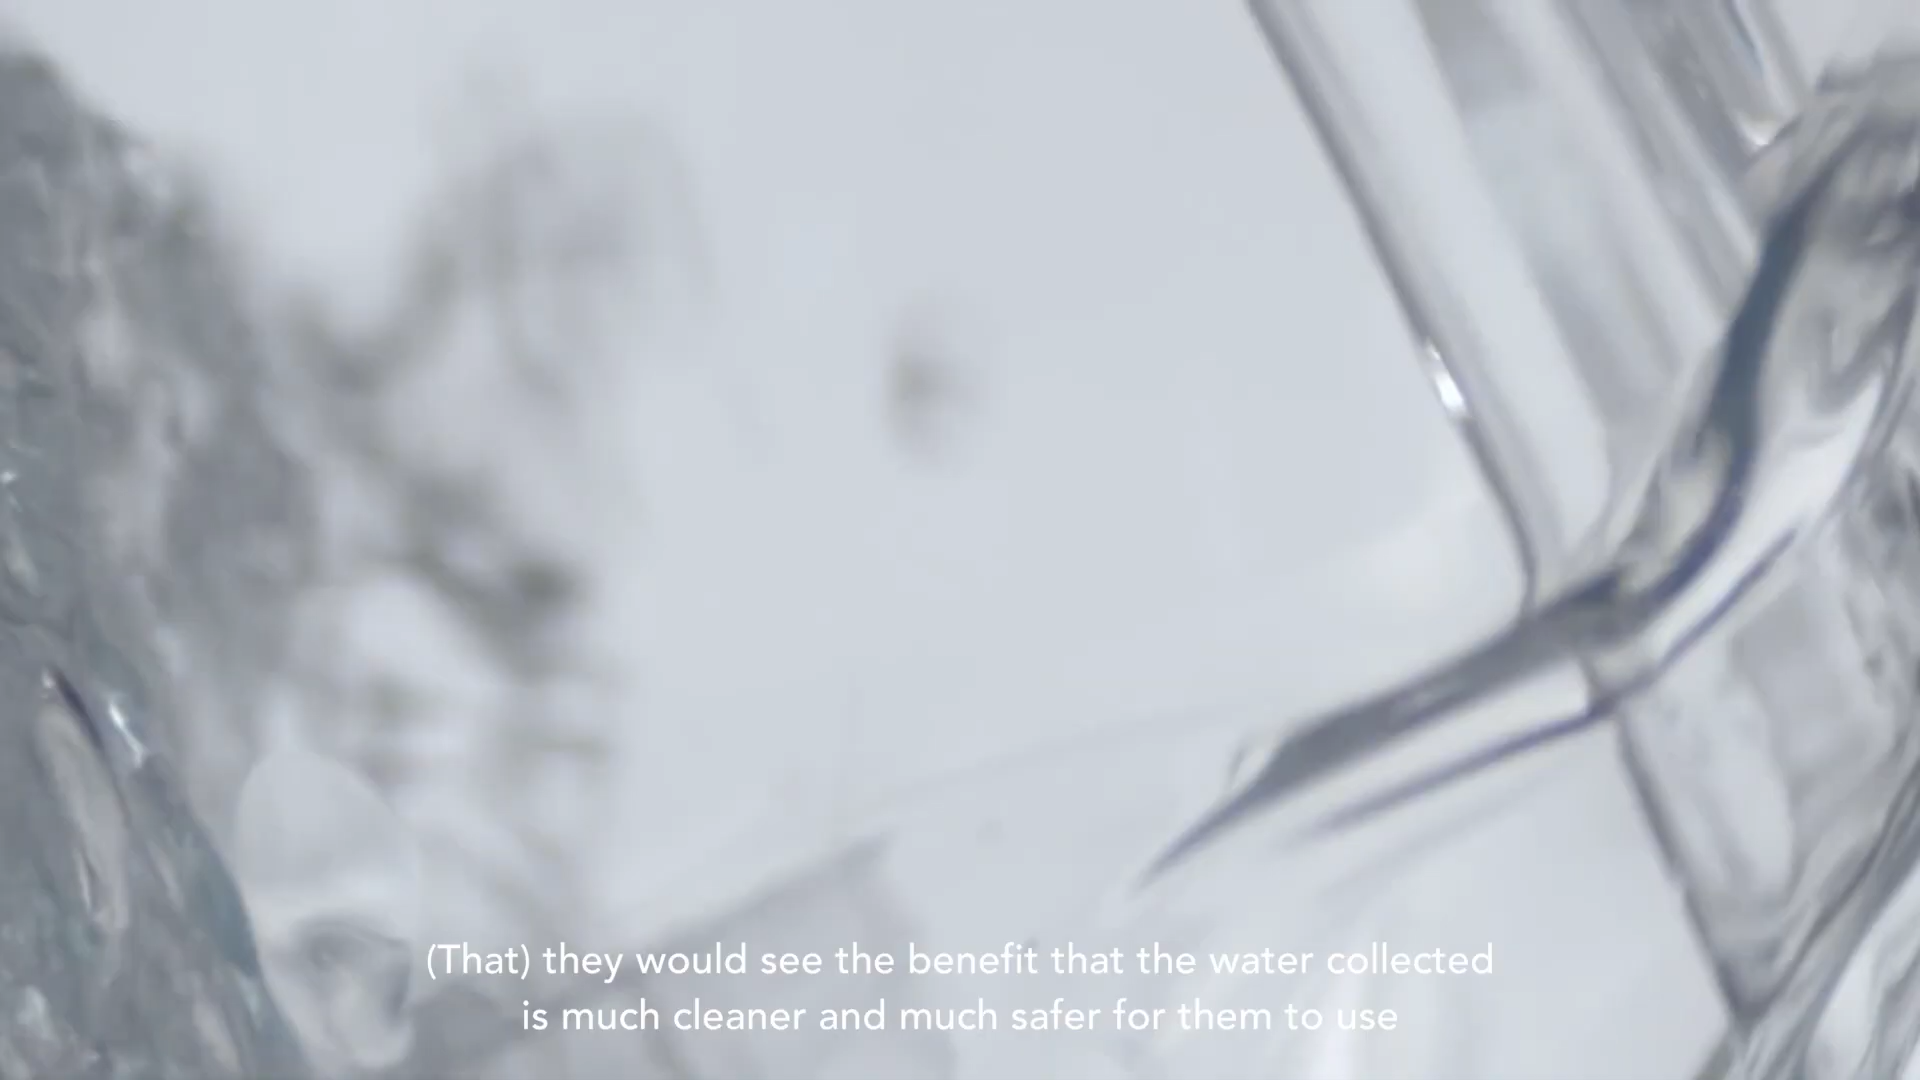 (That) they would see the benefit that the water collected
is much cleaner and much safer for them to use